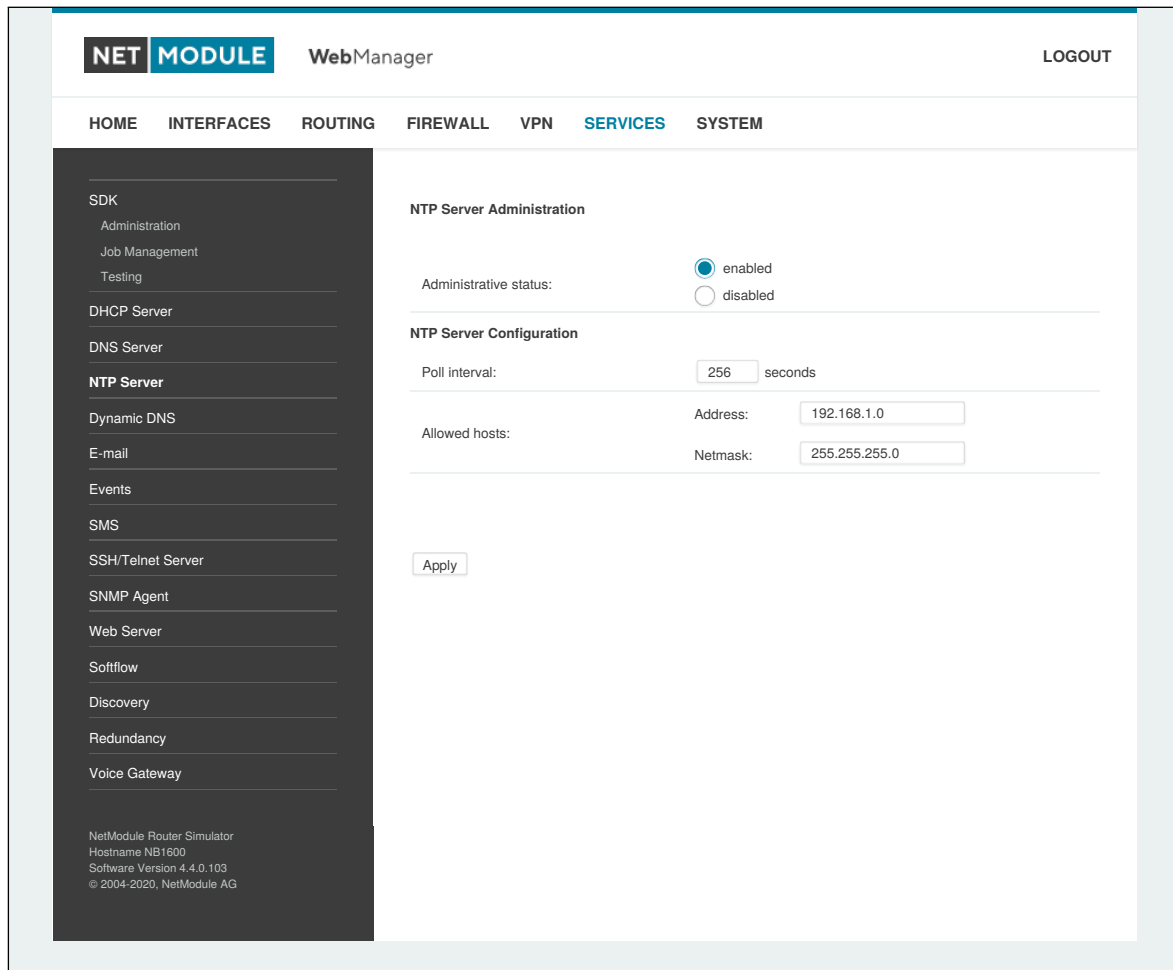 NET MODULE WebManager LOGOUT
HOME INTERFACES ROUTING FIREWALL VPN SERVICES SYSTEM
SDK
Administration
Job Management
Testing
DHCP Server
DNS Server
NTP Server
Dynamic DNS
E-mail
Events
SMS
SSH/Telnet Server
SNMP Agent
Web Server
Softflow
Discovery
Redundancy
Voice Gateway
NetModule Router Simulator
Hostname NB1600
Software Version 4.4.0.103
© 2004-2020, NetModule AG
NTP Server Administration
Administrative status:
enabled
disabled
NTP Server Configuration
Poll interval: 256 seconds
Allowed hosts:
Address: 192.168.1.0
Netmask: 255.255.255.0
Apply